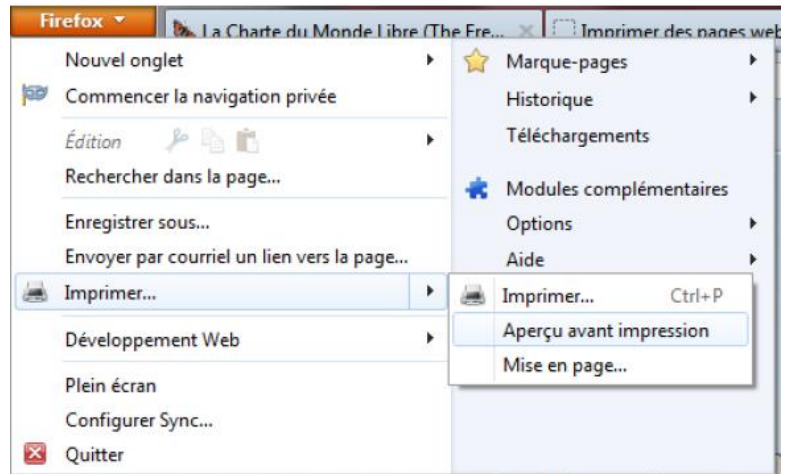 Firefox
La Charte du Monde Libre (The Fre...
Imprimer des pages web
Nouvel onglet
Commencer la navigation privée
Édition
Rechercher dans la page...
Enregistrer sous...
Envoyer par courriel un lien vers la page...
Imprimer...
Développement Web
Plein écran
Configurer Sync...
Quitter
Marque-pages
Historique
Téléchargements
Modules complémentaires
Options
Aide
Imprimer... Ctrl+P
Aperçu avant impression
Mise en page...